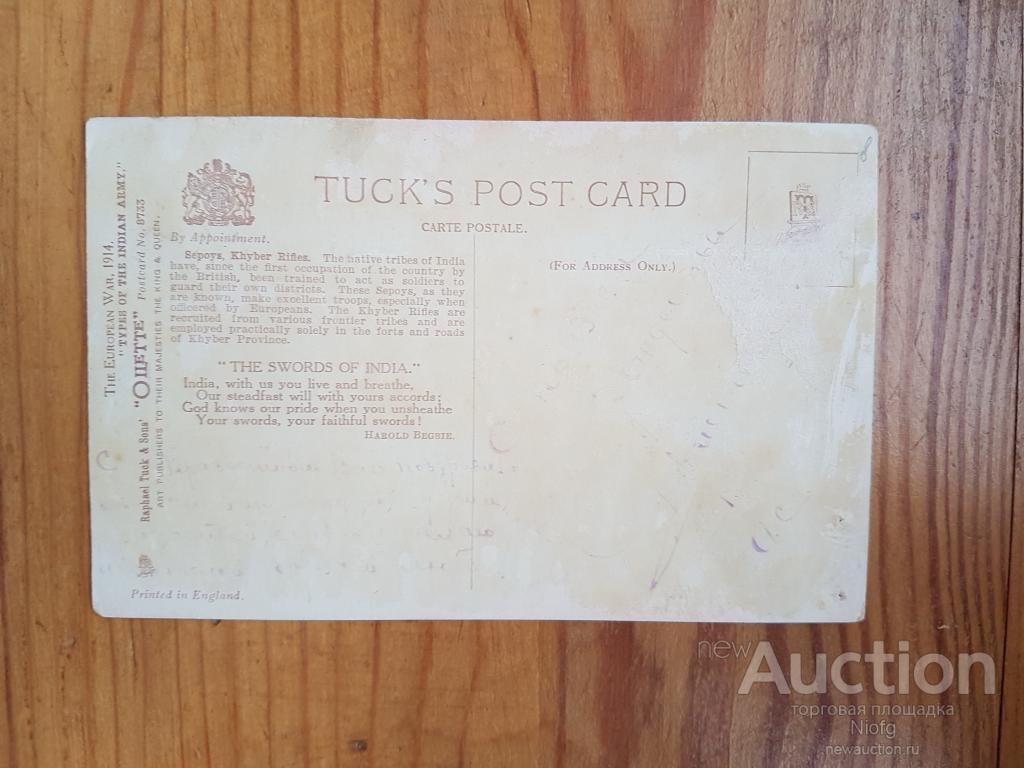 TUCK'S POST CARD
CARTE POSTALE.
(FOR ADDRESS ONLY.)
By Appointment.
THE EUROPEAN WAR, 1914.
"TYPES OF THE INDIAN ARMY."
Raphael Tuck & Sons' "OILETTE" Postcard No. 8733
ART PUBLISHERS TO THEIR MAJESTIES THE KING & QUEEN.
Sepoys, Khyber Rifles. The native tribes of India
have, since the first occupation of the country by
the British, been trained to act as soldiers to
guard their own districts. These Sepoys, as they
are known, make excellent troops, especially when
officered by Europeans. The Khyber Rifles are
recruited from various frontier tribes and are
employed practically solely in the forts and roads
of Khyber Province.
"THE SWORDS OF INDIA."
India, with us you live and breathe,
Our steadfast will with yours accords;
God knows our pride when you unsheathe
Your swords, your faithful swords!
HAROLD BEGBIE.
Printed in England.
newAuction
торговая площадка
Niofg
newauction.ru